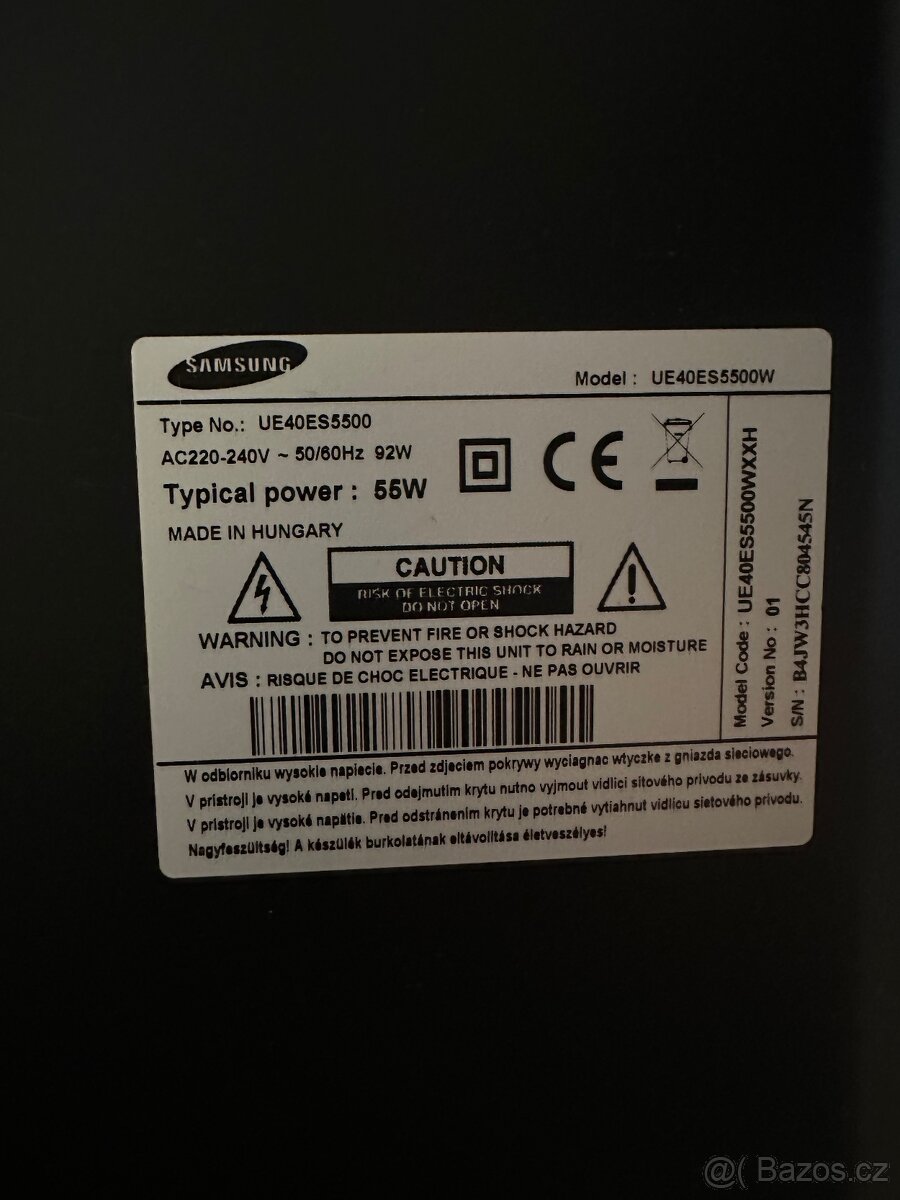 SAMSUNG
Model : UE40ES5500W
Type No.: UE40ES5500
AC220-240V ~ 50/60Hz 92W
Typical power : 55W
MADE IN HUNGARY
CE
CAUTION
RISK OF ELECTRIC SHOCK
DO NOT OPEN
WARNING : TO PREVENT FIRE OR SHOCK HAZARD
DO NOT EXPOSE THIS UNIT TO RAIN OR MOISTURE
AVIS : RISQUE DE CHOC ELECTRIQUE - NE PAS OUVRIR
Model Code : UE40ES5500WXXH
Version No : 01
S/N : B4JW3HCC804545N
W odbiorniku wysokie napiecie. Przed zdjeciem pokrywy wyciagnac wtyczke z gniazda sieciowego.
V pristroji je vysoké napetí. Pred odejmutim krytu nutno vyjmout vidlici sítového prívodu ze zásuvky.
V pristroji je vysoké napätie. Pred odstránením krytu je potrebné vytiahnut vidlicu sietového prívodu.
Nagyfeszültség! A készülék burkolatának eltávolítása életveszélyes!
@( Bazos.cz